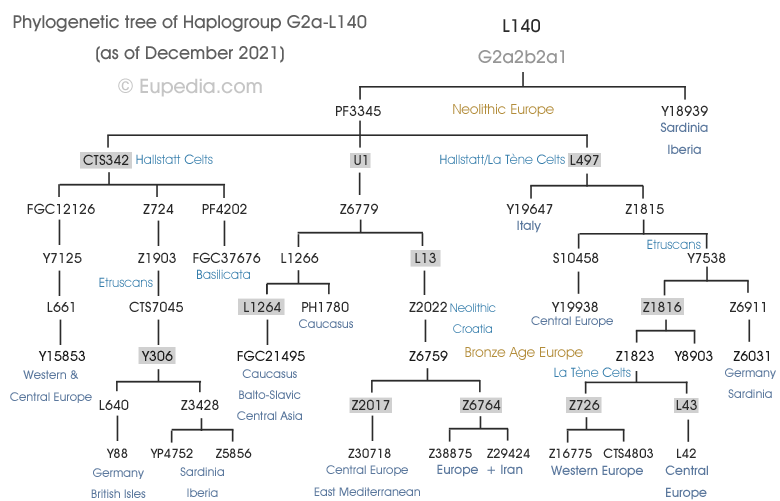 Phylogenetic tree of Haplogroup G2a-L140
(as of December 2021)
© Eupedia.com
L140
G2a2b2a1
PF3345 Neolithic Europe Y18939
Sardinia
Iberia
CTS342 Hallstatt Celts U1 Hallstatt/La Tène Celts L497
FGC12126 Z724 PF4202 Z6779 Y19647 Z1815
Italy
Etruscans
Y7125 Z1903 FGC37676 L1266 L13 S10458 Y7538
Basilicata
Etruscans
L661 CTS7045 L1264 PH1780 Z2022 Neolithic Y19938 Z1816 Z6911
Caucasus Croatia Central Europe
Y15853 Y306 FGC21495 Z6759 Bronze Age Europe Z1823 Y8903 Z6031
Western & Caucasus La Tène Celts Germany
Central Europe Balto-Slavic Sardinia
Central Asia
L640 Z3428 Z2017 Z6764 Z726 L43
Y88 YP4752 Z5856 Z30718 Z38875 Z29424 Z16775 CTS4803 L42
Germany Sardinia Central Europe Europe + Iran Western Europe Central
British Isles Iberia East Mediterranean Europe